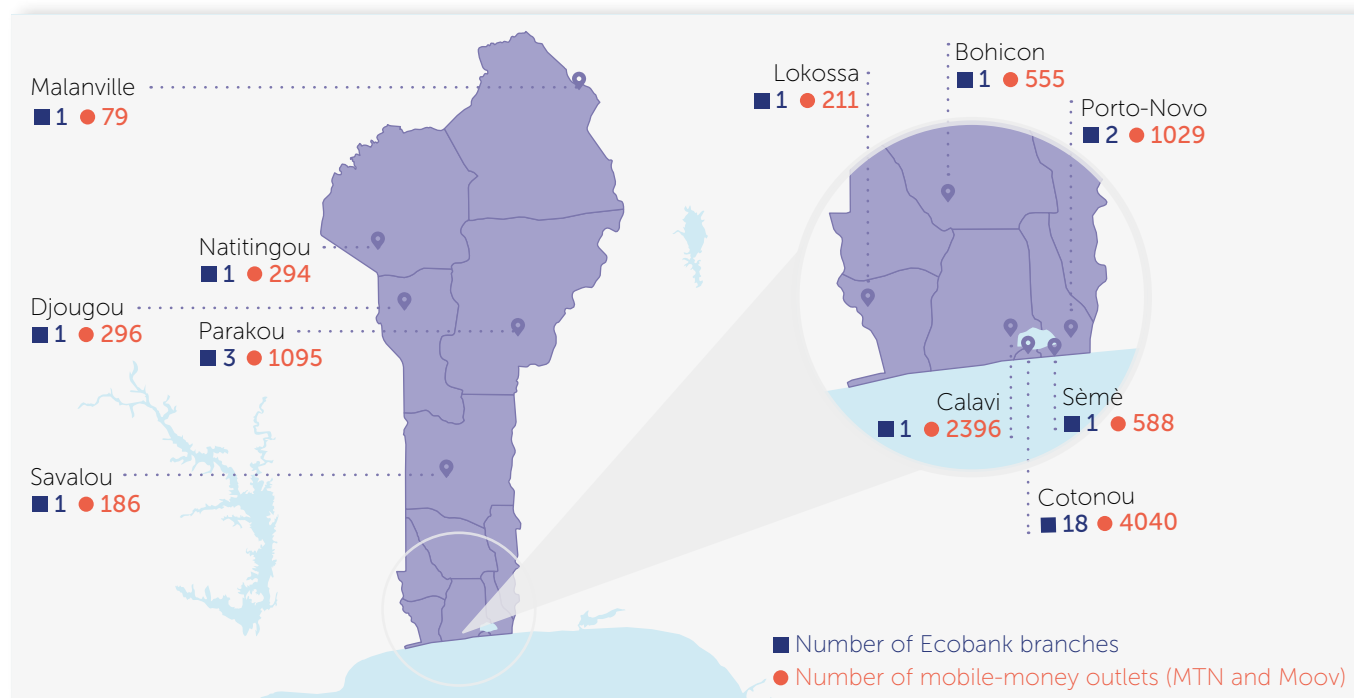 Malanville
1 79
Natitingou
1 294
Djougou
1 296
Parakou
3 1095
Savalou
1 186
Lokossa
1 211
Bohicon
1 555
Porto-Novo
2 1029
Calavi
1 2396
Sèmè
1 588
Cotonou
18 4040
Number of Ecobank branches
Number of mobile-money outlets (MTN and Moov)